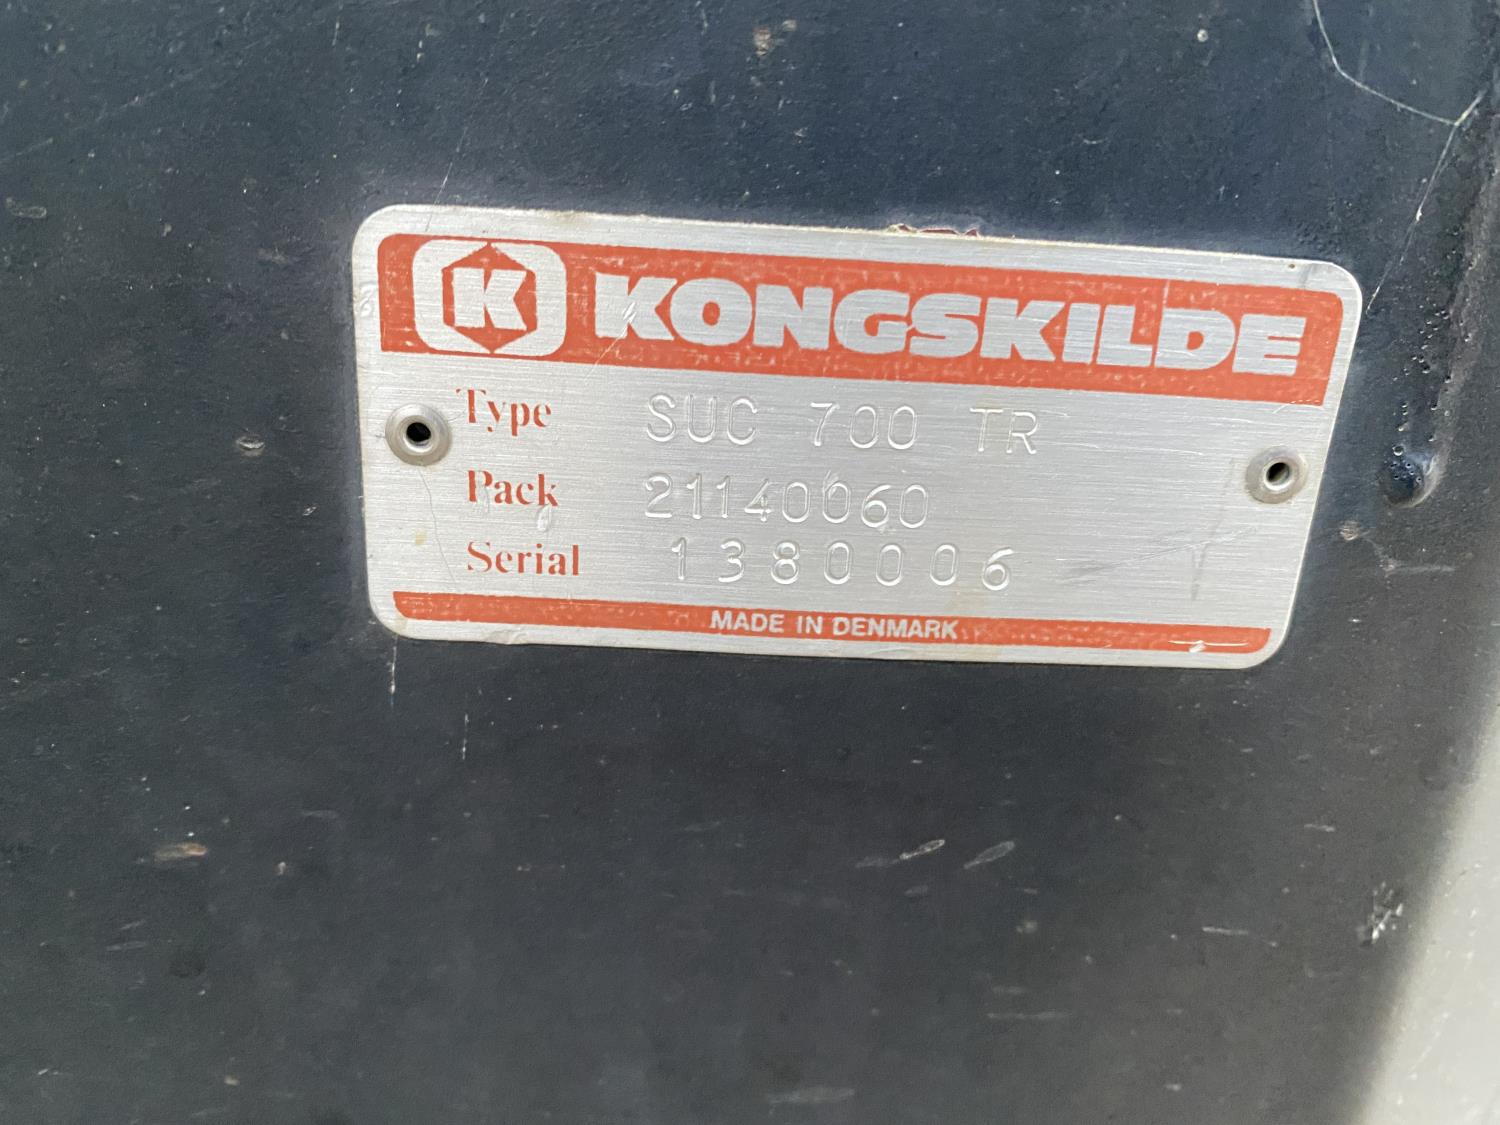 K KONGSKILDE
Type SUC 700 TR
Pack 21140060
Serial 1380006
MADE IN DENMARK